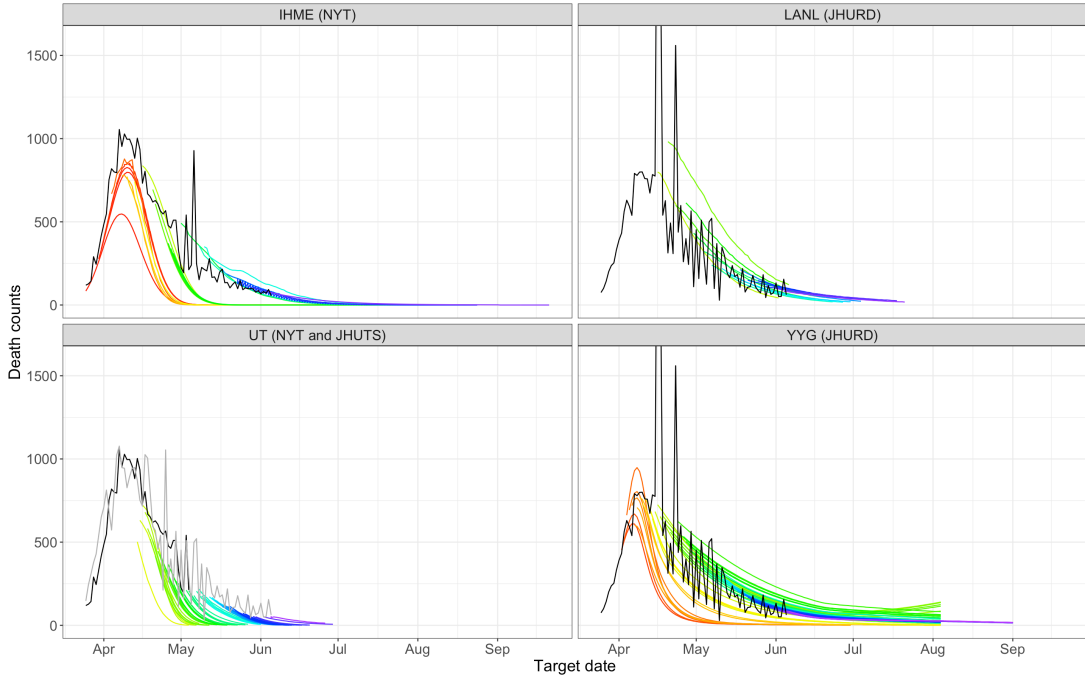 IHME (NYT)
LANL (JHURD)
1500
1000
500
0
UT (NYT and JHUTS)
YYG (JHURD)
1500
1000
500
0
Death counts
Apr May Jun Jul Aug Sep
Apr May Jun Jul Aug Sep
Target date